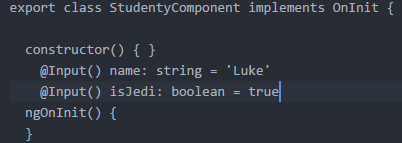 export class StudentyComponent implements OnInit {
constructor() { }
@Input() name: string = 'Luke'
@Input() isJedi: boolean = true
ngOnInit() {
}